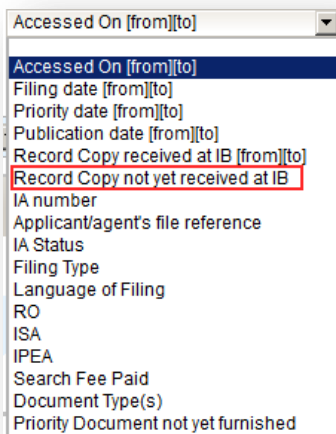 Accessed On [from][to]
Accessed On [from][to]
Filing date [from][to]
Priority date [from][to]
Publication date [from][to]
Record Copy received at IB [from][to]
Record Copy not yet received at IB
IA number
Applicant/agent's file reference
IA Status
Filing Type
Language of Filing
RO
ISA
IPEA
Search Fee Paid
Document Type(s)
Priority Document not yet furnished